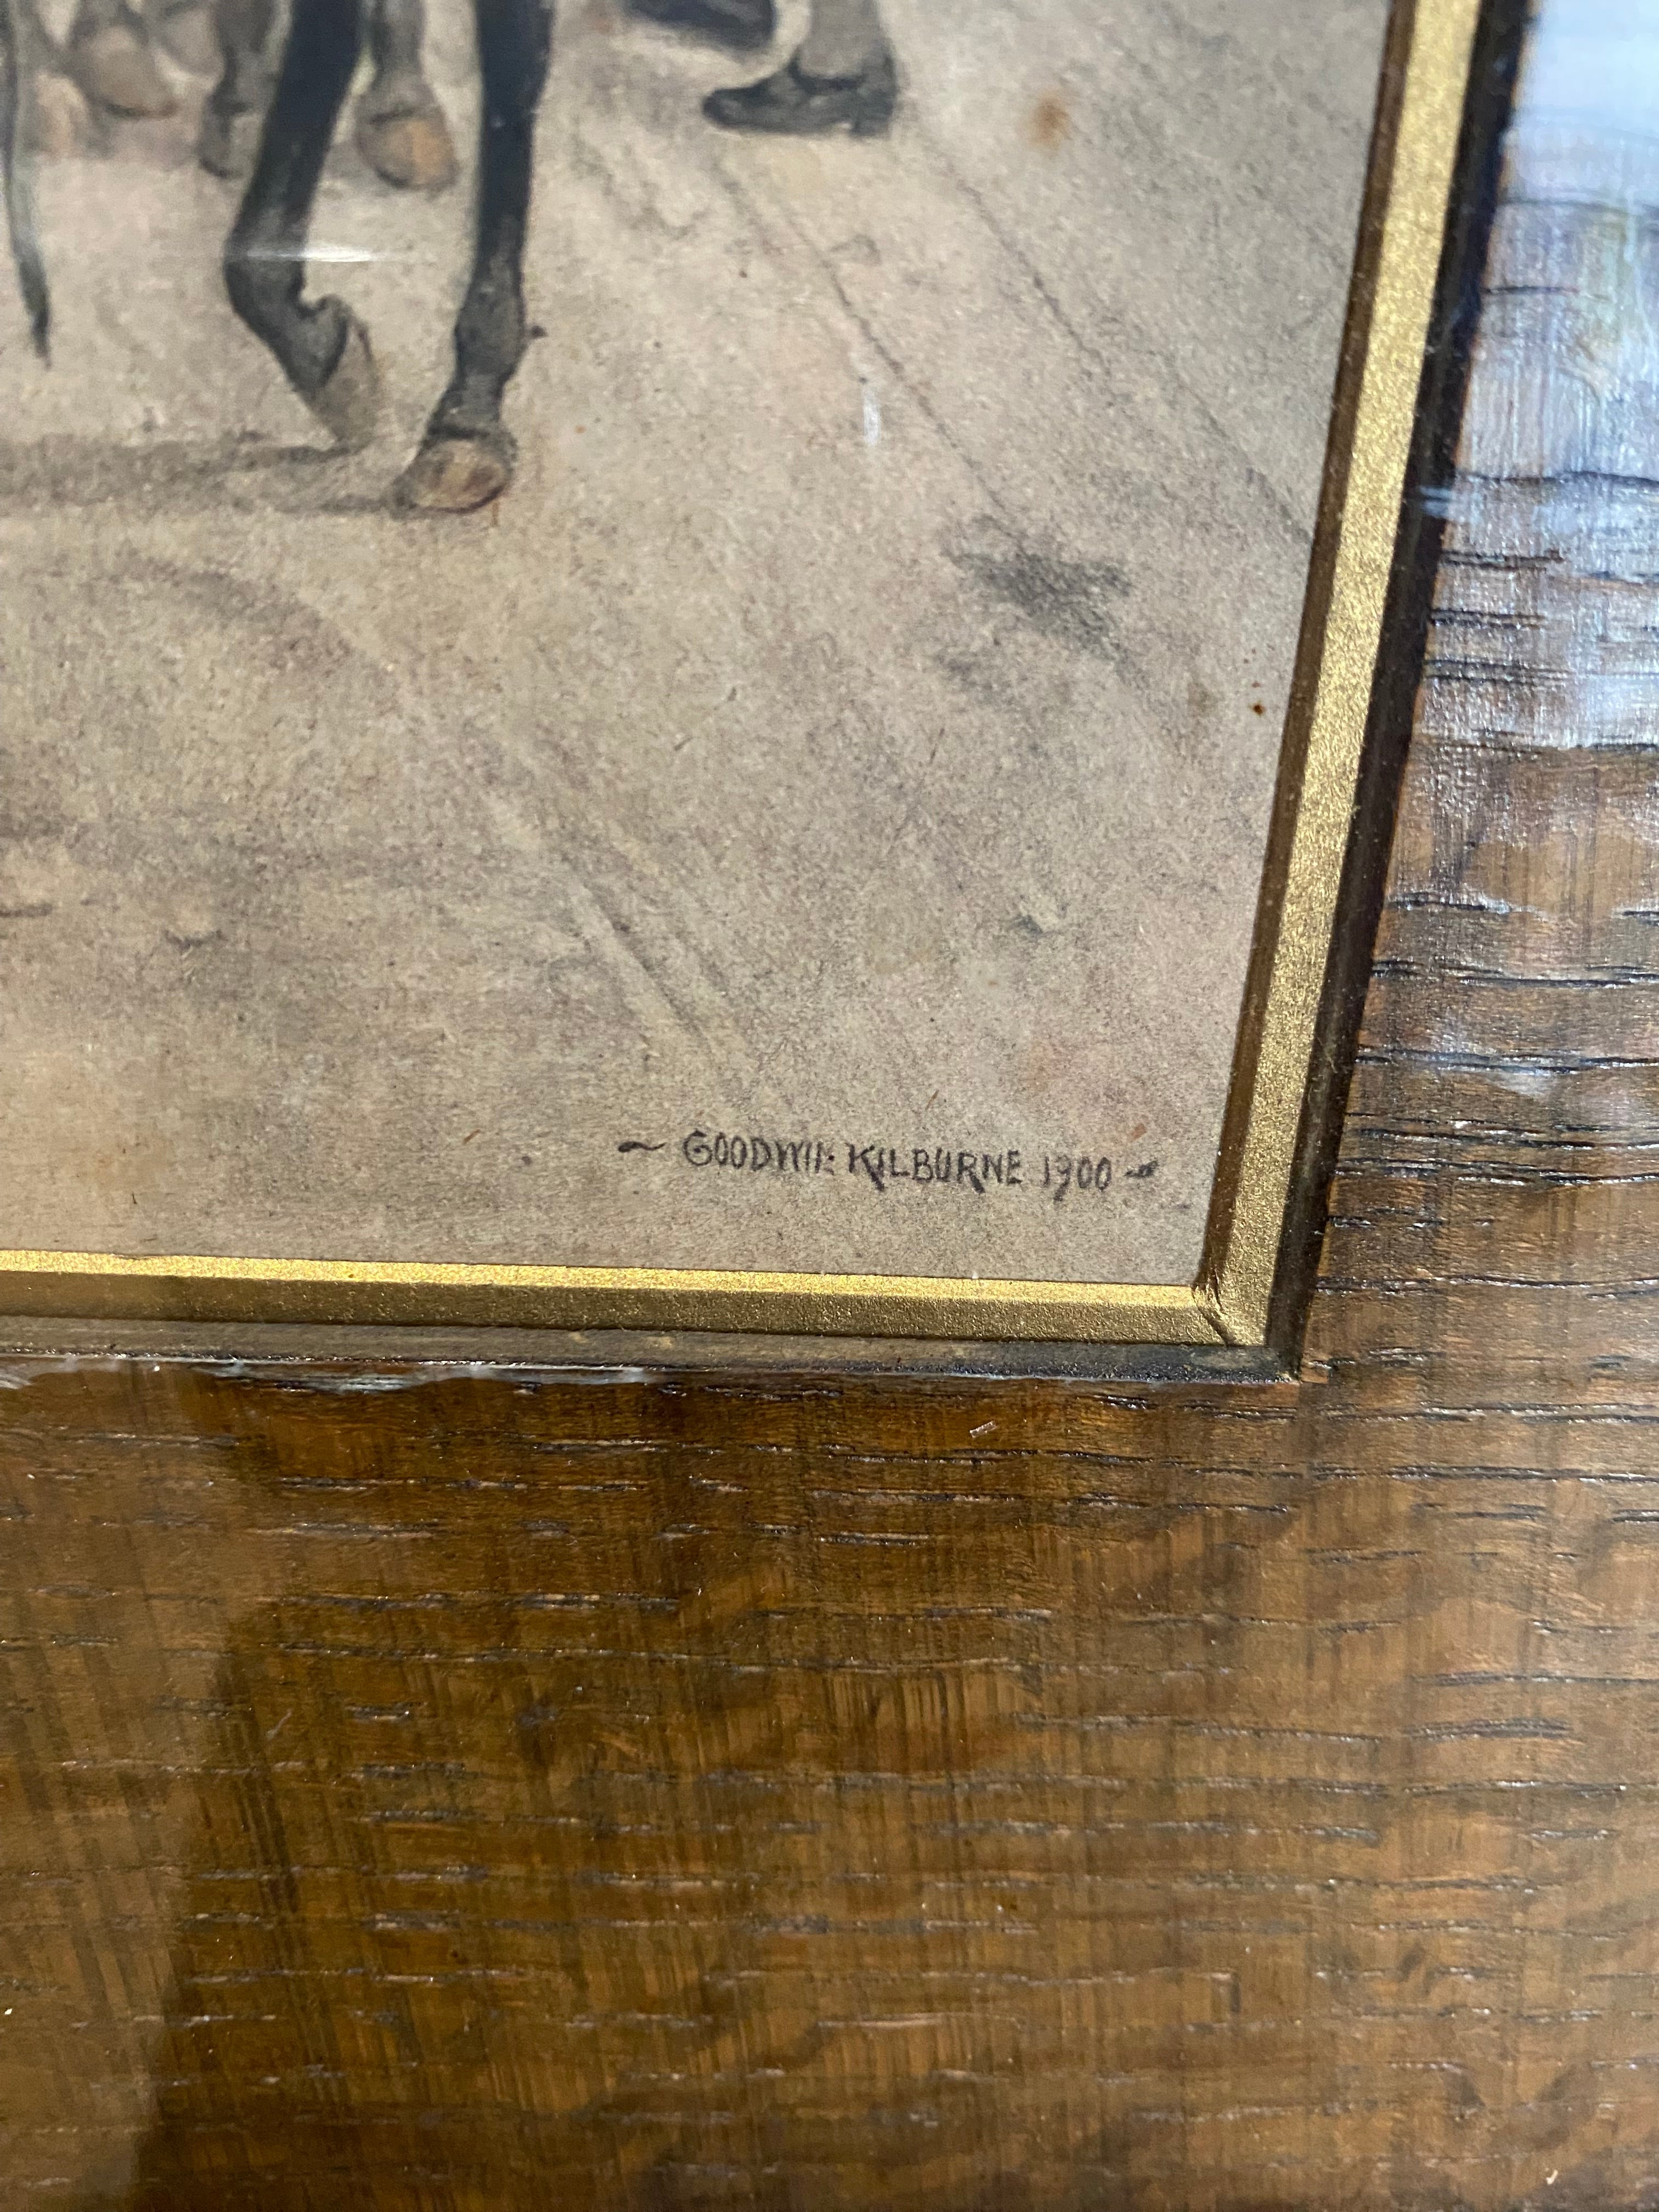 ~ GOODWIN KILBURNE 1900 ~